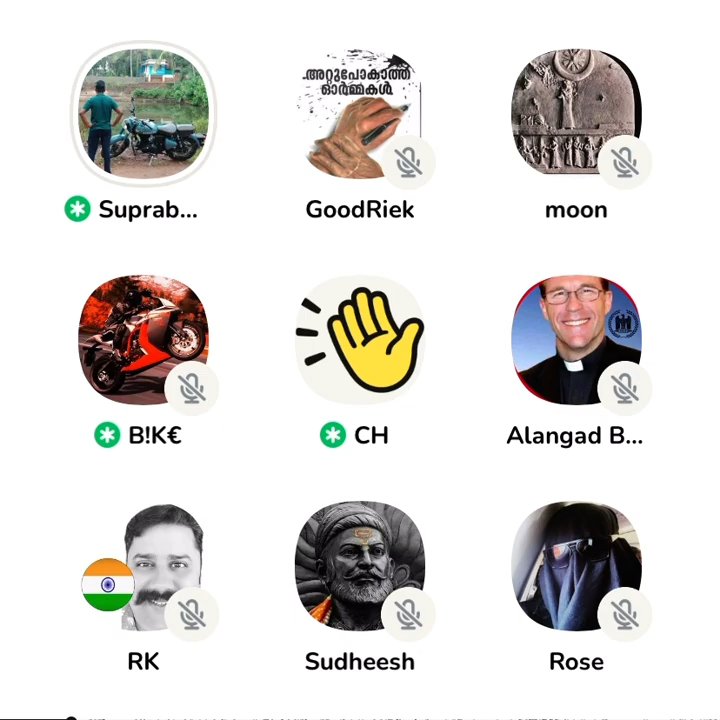 അറ്റുപോകാത്ത
ഓർമ്മകൾ
Suprab...
GoodRiek
moon
B!K€
CH
Alangad B...
RK
Sudheesh
Rose